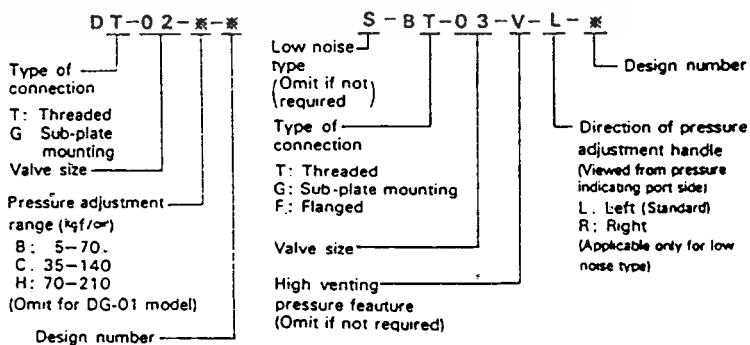 DT-02-※-※
Type of
connection
T: Threaded
G Sub-plate
mounting
Valve size
Pressure adjustment
range (kgf/cm²)
B: 5-70.
C. 35-140
H: 70-210
(Omit for DG-01 model)
Design number
S-BT-03-V-L-※
Low noise
type
(Omit if not
required)
Type of
connection
T: Threaded
G: Sub-plate mounting
F: Flanged
Valve size
High venting
pressure feauture
(Omit if not required)
Design number
Direction of pressure
adjustment handle
(Viewed from pressure
indicating port side)
L. Left (Standard)
R: Right
(Applicable only for low
noise type)